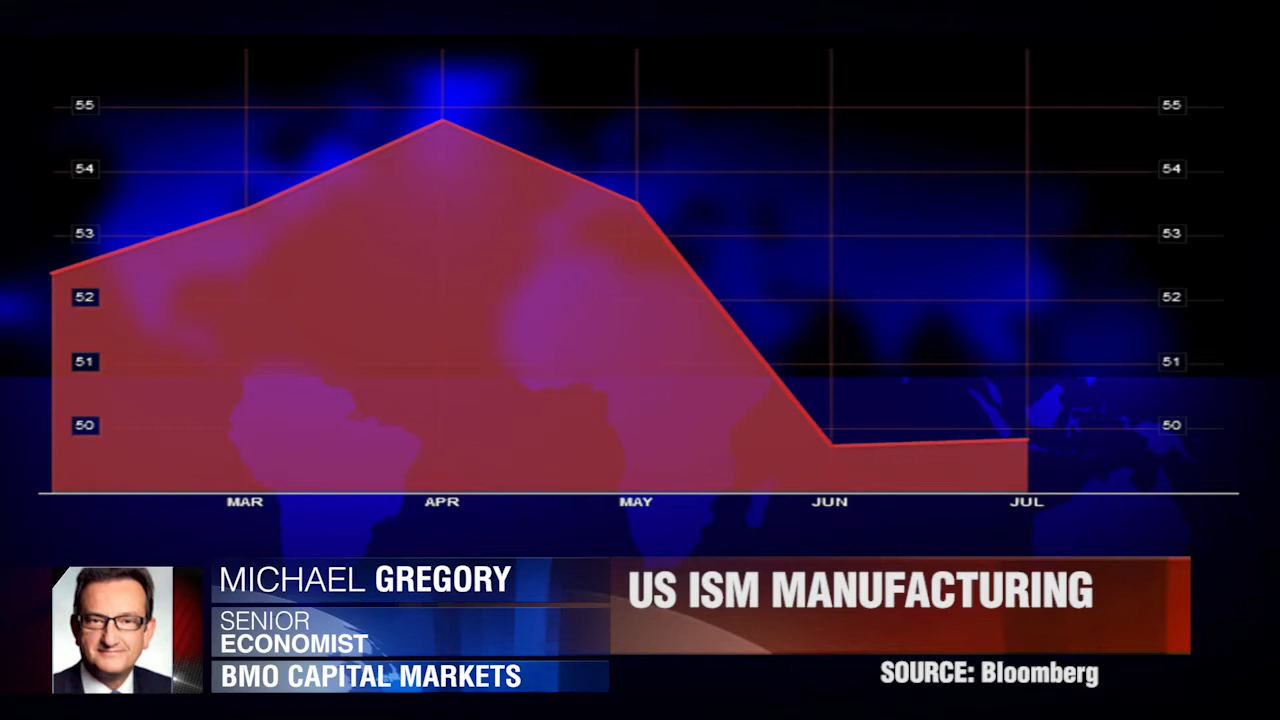 55 55
54 54
53 53
52 52
51 51
50 50
MAR APR MAY JUN JUL
MICHAEL GREGORY
SENIOR
ECONOMIST
BMO CAPITAL MARKETS
US ISM MANUFACTURING
SOURCE: Bloomberg